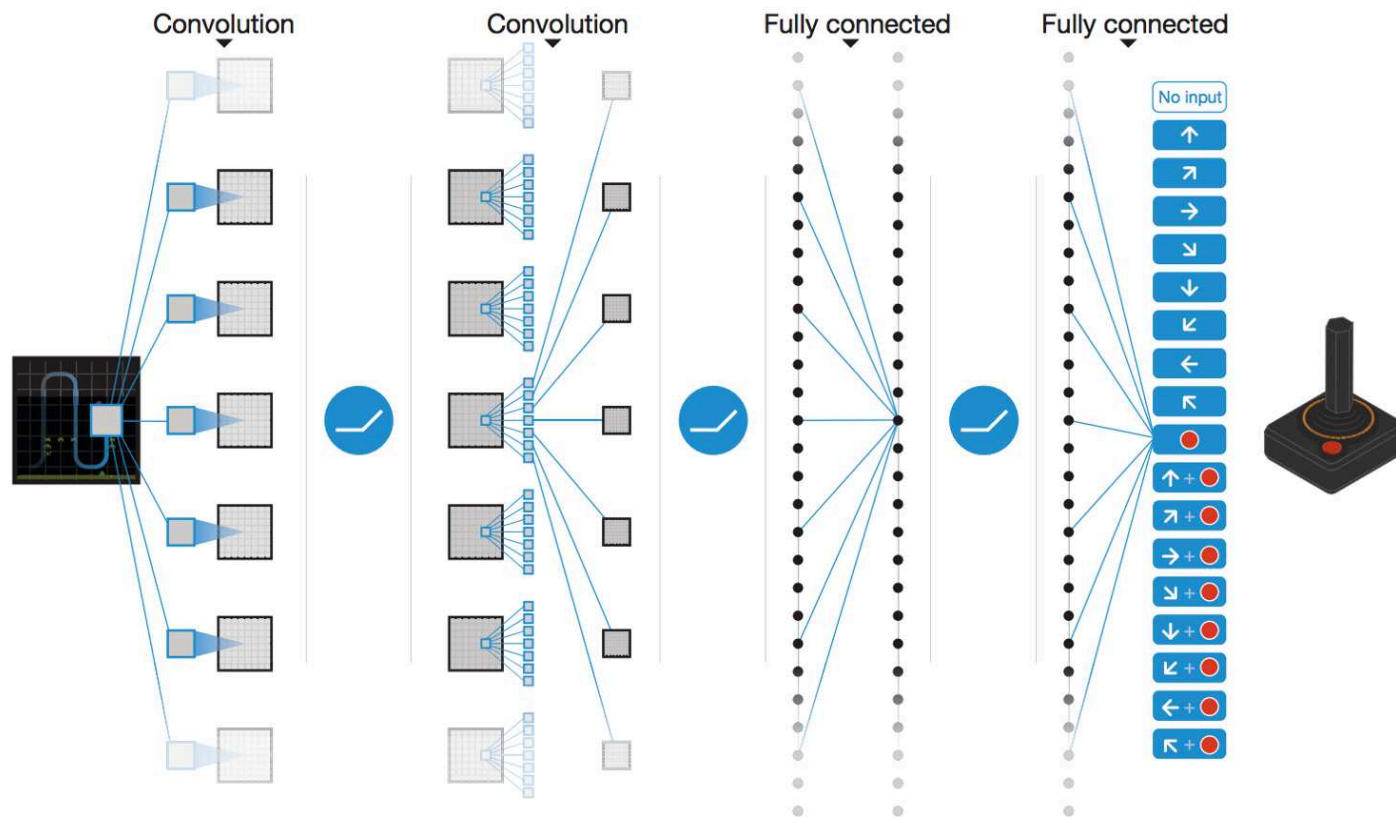 Convolution
Convolution
Fully connected
Fully connected
No input
+
+
+
+
+
+
+
+